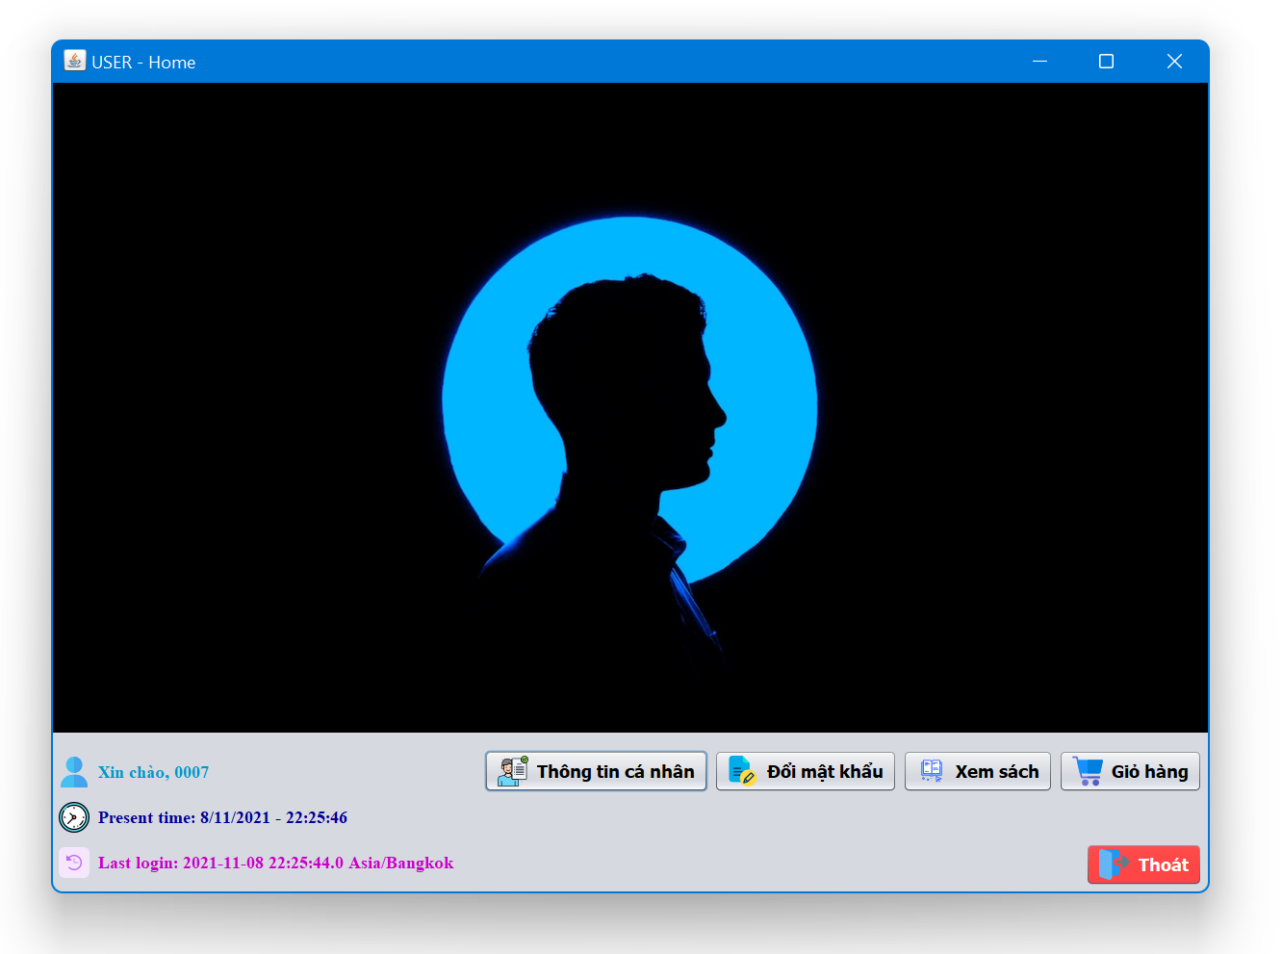 USER - Home
Xin chào, 0007
Thông tin cá nhân
Đổi mật khẩu
Xem sách
Giỏ hàng
Present time: 8/11/2021 - 22:25:46
Last login: 2021-11-08 22:25:44.0 Asia/Bangkok
Thoát